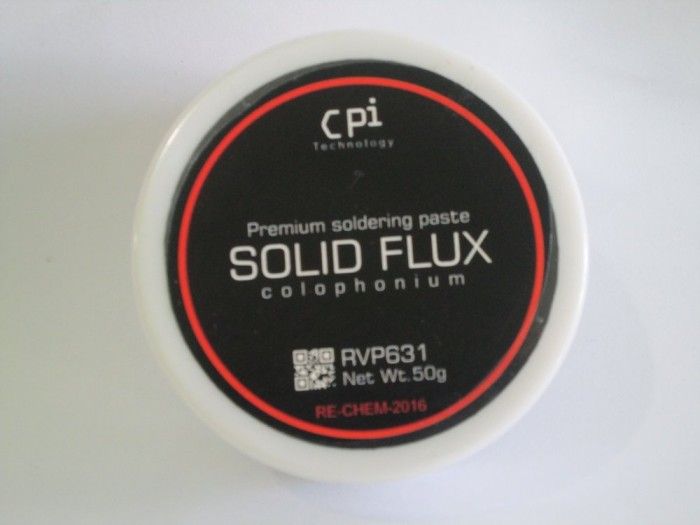 cpi
Technology
Premium soldering paste
SOLID FLUX
colophonium
RVP631
Net Wt. 50g
RE-CHEM-2016